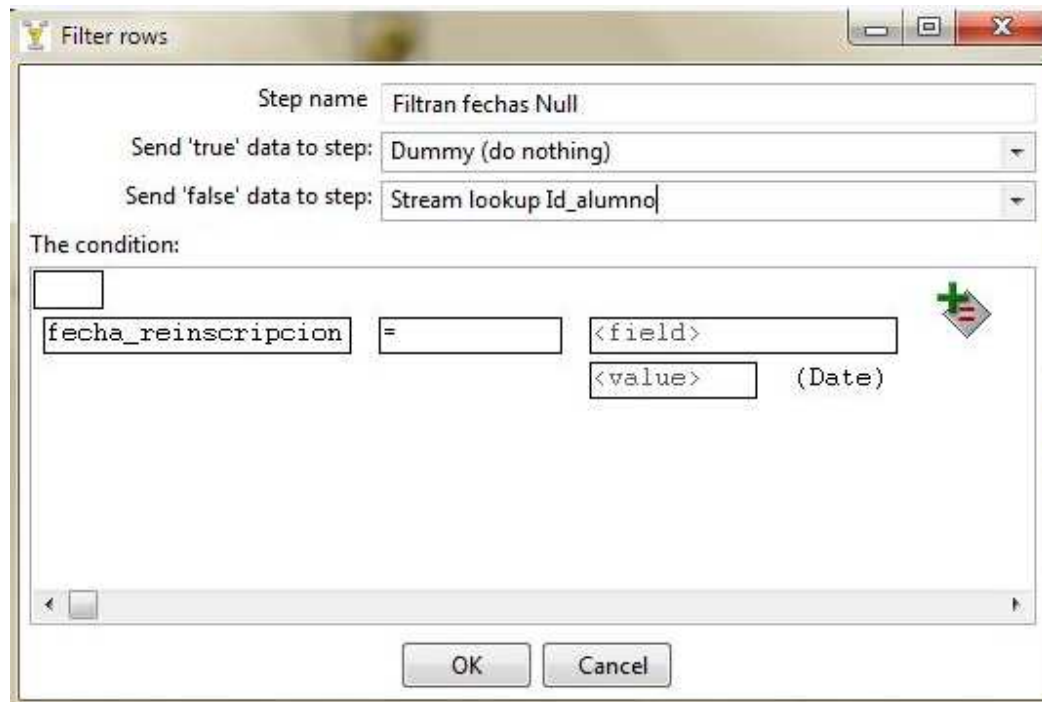 Filter rows
Step name Filtran fechas Null
Send 'true' data to step: Dummy (do nothing)
Send 'false' data to step: Stream lookup Id_alumno
The condition:
fecha_reinscripcion = <field>
<value> (Date)
OK Cancel